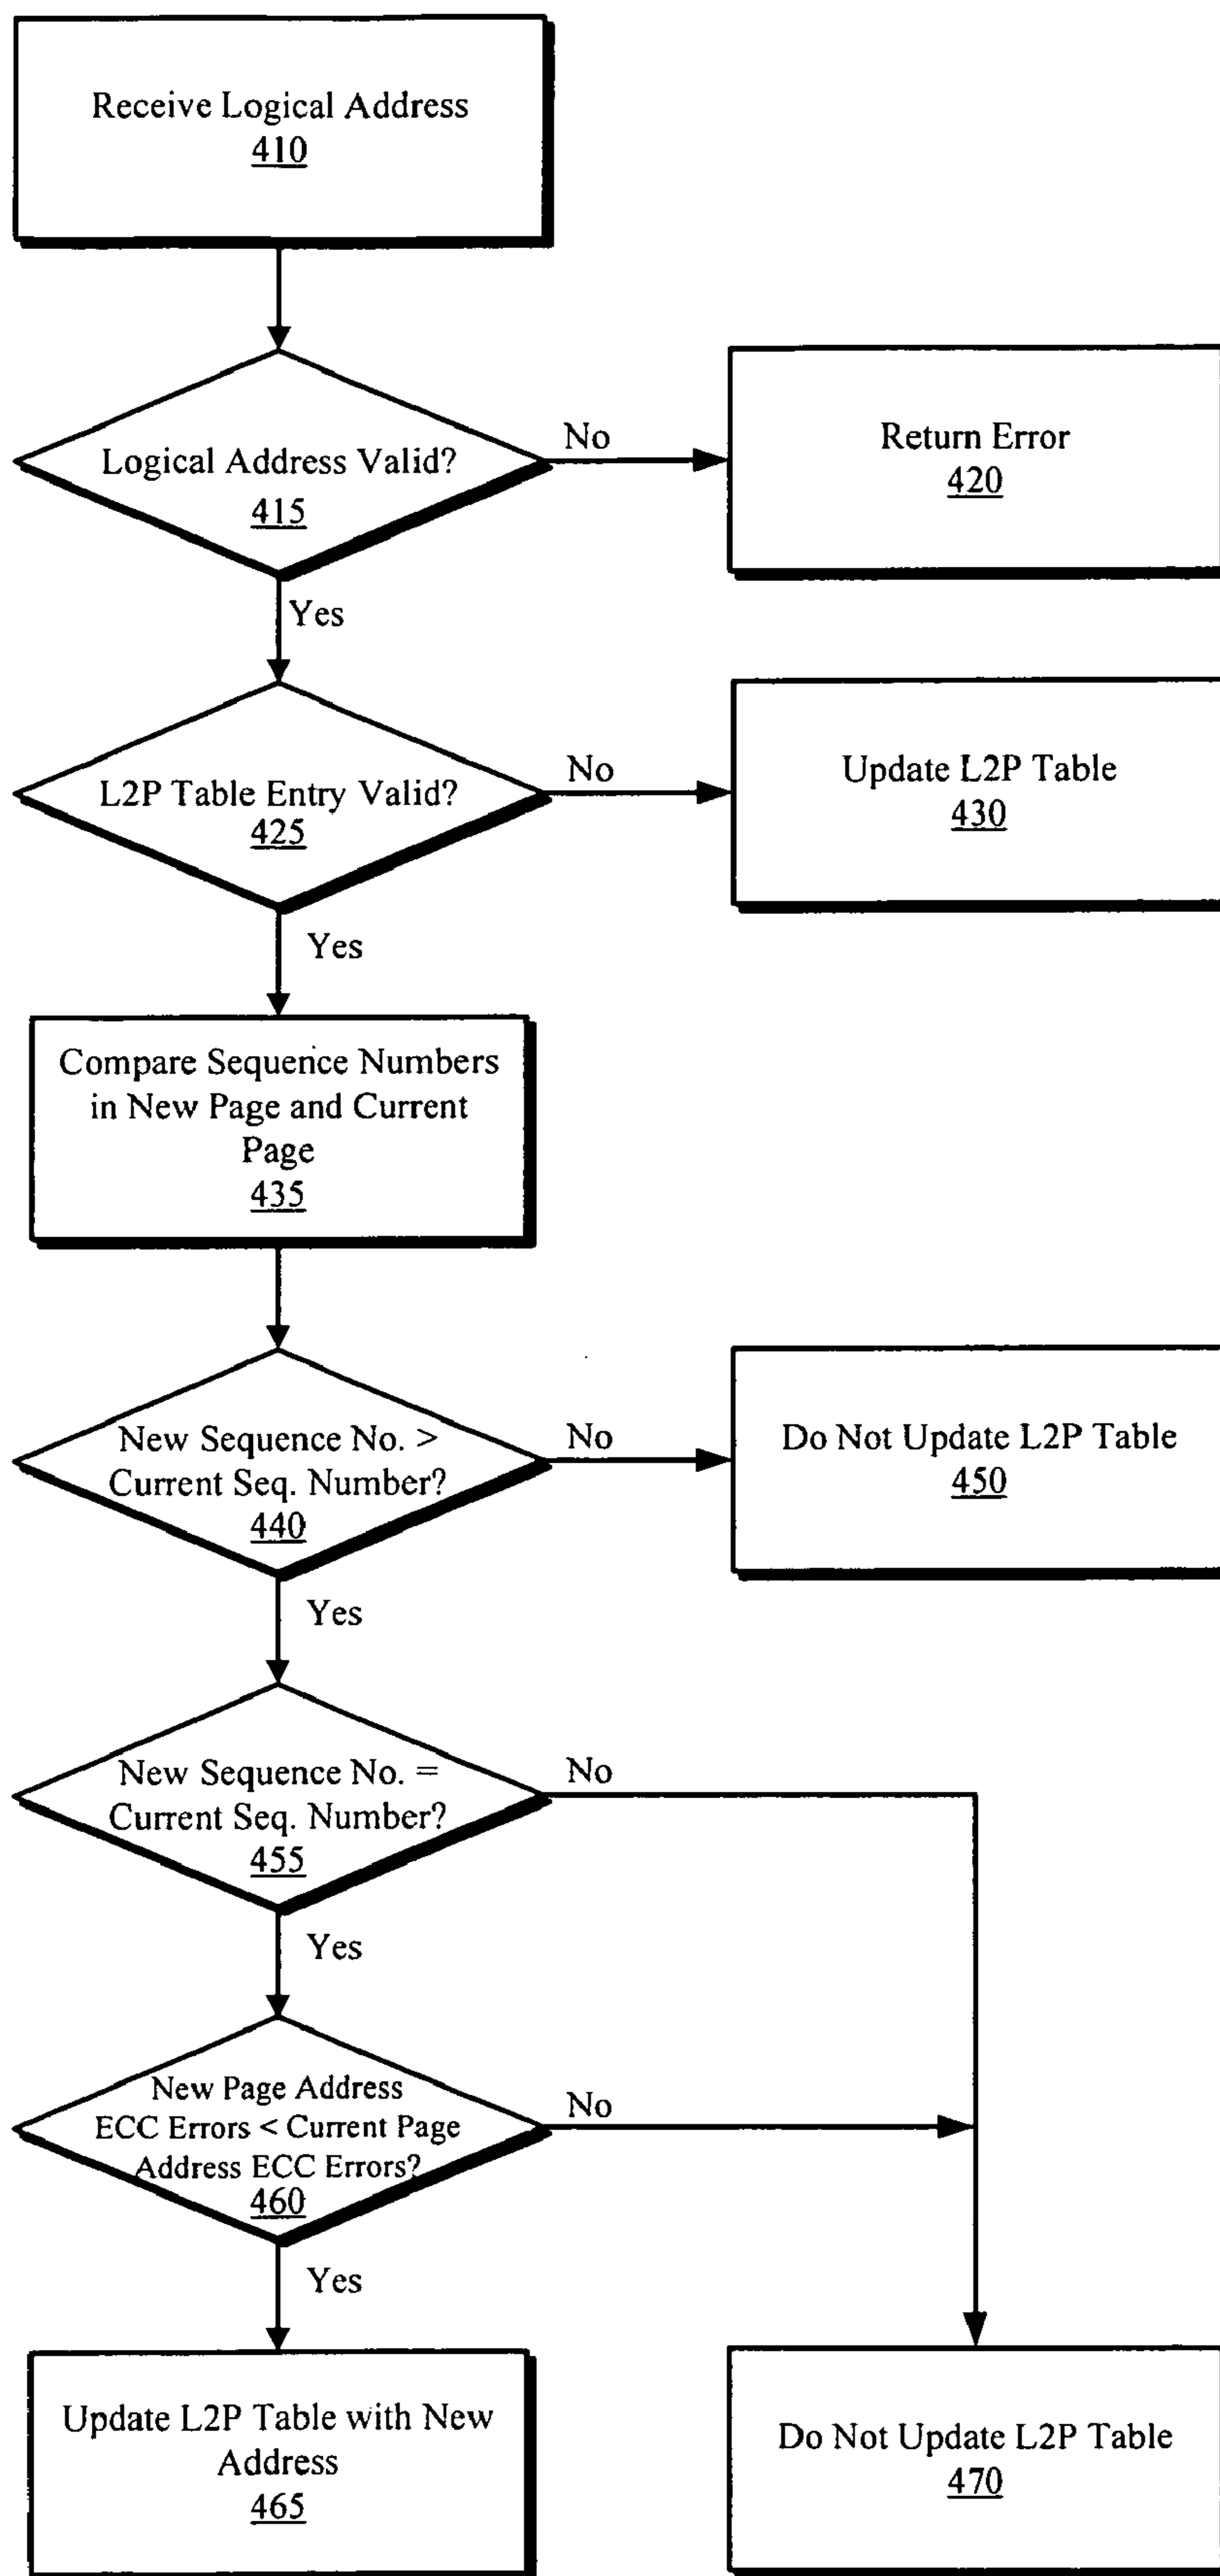 Receive Logical Address
410
Logical Address Valid?
415
No
Return Error
420
Yes
L2P Table Entry Valid?
425
No
Update L2P Table
430
Yes
Compare Sequence Numbers
in New Page and Current
Page
435
New Sequence No. >
Current Seq. Number?
440
No
Do Not Update L2P Table
450
Yes
New Sequence No. =
Current Seq. Number?
455
No
Yes
New Page Address
ECC Errors < Current Page
Address ECC Errors?
460
No
Yes
Update L2P Table with New
Address
465
Do Not Update L2P Table
470